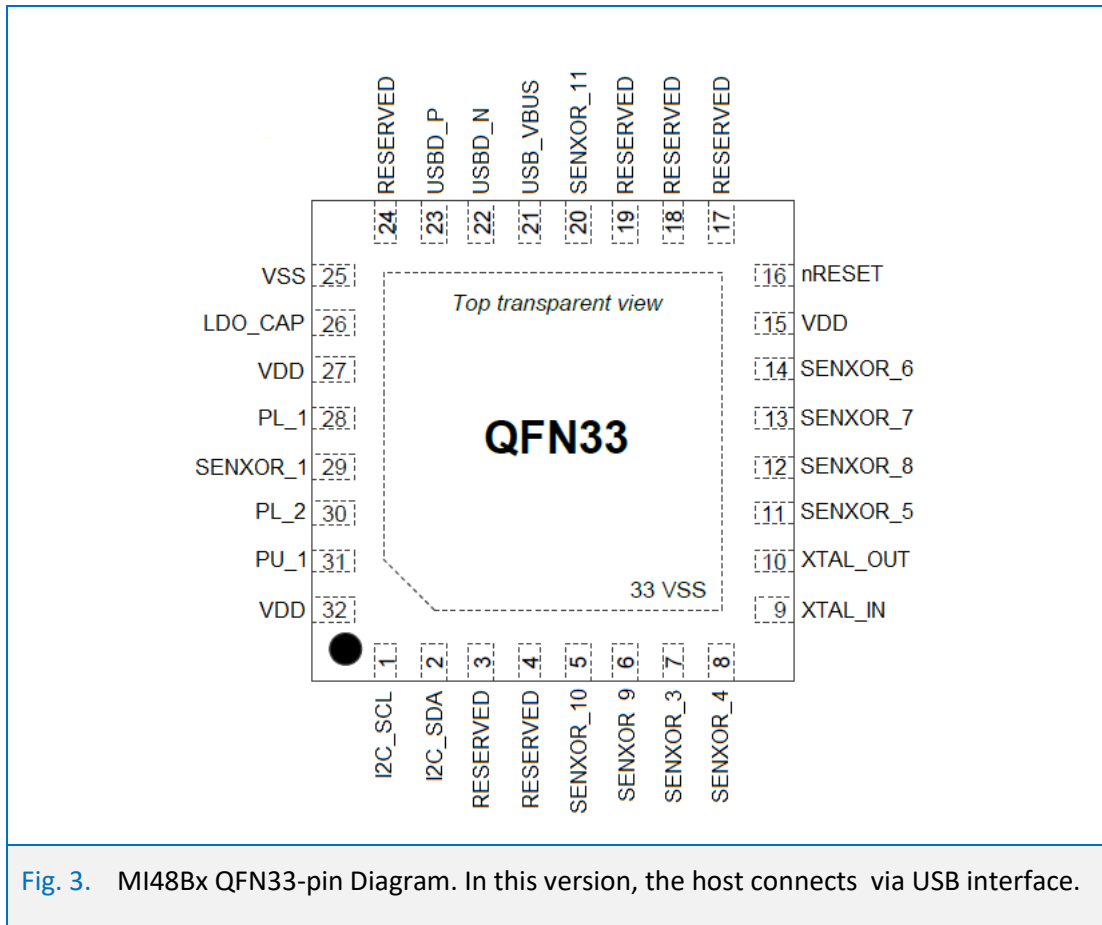 RESERVED
USBD_P
USBD_N
USB_VBUS
SENXOR_11
RESERVED
RESERVED
RESERVED
24
23
22
21
20
19
18
17
VSS 25
LDO_CAP 26
VDD 27
PL_1 28
SENXOR_1 29
PL_2 30
PU_1 31
VDD 32
Top transparent view
QFN33
33 VSS
16 nRESET
15 VDD
14 SENXOR_6
13 SENXOR_7
12 SENXOR_8
11 SENXOR_5
10 XTAL_OUT
9 XTAL_IN
1
2
3
4
5
6
7
8
I2C_SCL
I2C_SDA
RESERVED
RESERVED
SENXOR_10
SENXOR 9
SENXOR_3
SENXOR_4
Fig. 3. MI48Bx QFN33-pin Diagram. In this version, the host connects via USB interface.